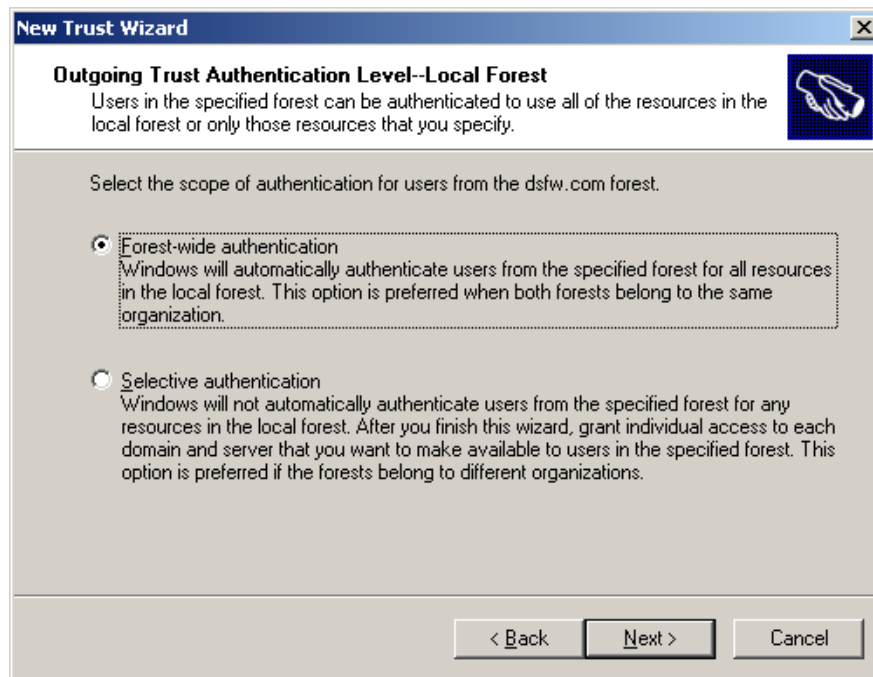 New Trust Wizard
Outgoing Trust Authentication Level--Local Forest
Users in the specified forest can be authenticated to use all of the resources in the
local forest or only those resources that you specify.
Select the scope of authentication for users from the dsfw.com forest.
Forest-wide authentication
Windows will automatically authenticate users from the specified forest for all resources
in the local forest. This option is preferred when both forests belong to the same
organization.
Selective authentication
Windows will not automatically authenticate users from the specified forest for any
resources in the local forest. After you finish this wizard, grant individual access to each
domain and server that you want to make available to users in the specified forest. This
option is preferred if the forests belong to different organizations.
< Back
Next >
Cancel